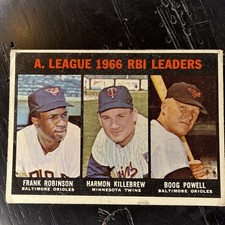 A. LEAGUE 1966 RBI LEADERS
FRANK ROBINSON
BALTIMORE ORIOLES
HARMON KILLEBREW
MINNESOTA TWINS
BOOG POWELL
BALTIMORE ORIOLES